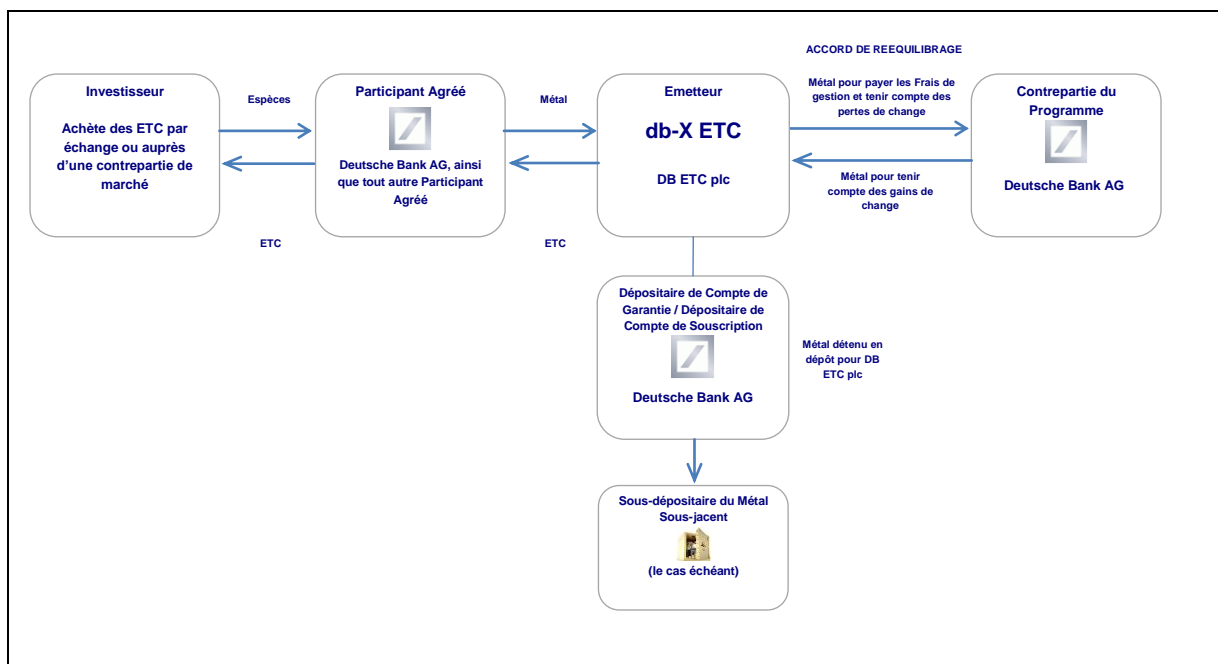 ACCORD DE REEQUILIBRAGE
Investisseur
Achète des ETC par
échange ou auprès
d'une contrepartie de
marché
Espèces
ETC
Participant Agréé
Deutsche Bank AG, ainsi
que tout autre Participant
Agréé
Métal
ETC
Emetteur
db-X ETC
DB ETC plc
Métal pour payer les Frais de
gestion et tenir compte des
pertes de change
Métal pour tenir
compte des gains de
change
Contrepartie du
Programme
Deutsche Bank AG
Dépositaire de Compte de
Garantie / Dépositaire de
Compte de Souscription
Deutsche Bank AG
Métal détenu en
dépôt pour DB
ETC plc
Sous-dépositaire du Métal
Sous-jacent
(le cas échéant)